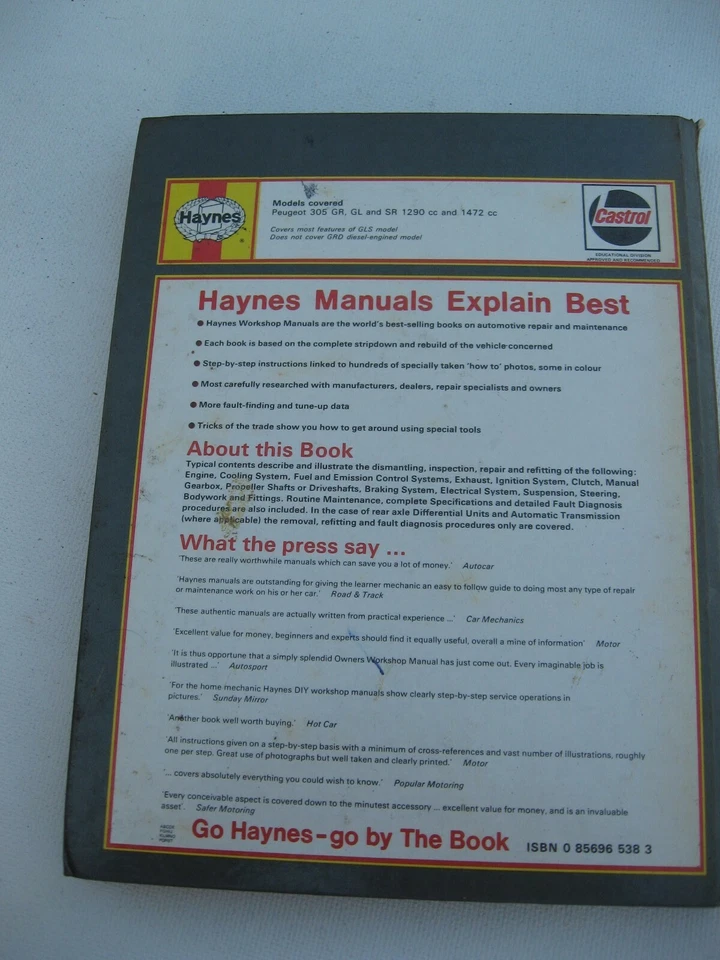 Haynes
Models covered
Peugeot 305 GR, GL and SR 1290 cc and 1472 cc
Covers most features of GLS model
Does not cover GRD diesel-engined model
Castrol
EDUCATIONAL DIVISION
APPROVED AND RECOMMENDED
Haynes Manuals Explain Best
● Haynes Workshop Manuals are the world's best-selling books on automotive repair and maintenance
● Each book is based on the complete stripdown and rebuild of the vehicle concerned
● Step-by-step instructions linked to hundreds of specially taken 'how to' photos, some in colour
● Most carefully researched with manufacturers, dealers, repair specialists and owners
● More fault-finding and tune-up data
● Tricks of the trade show you how to get around using special tools
About this Book
Typical contents describe and illustrate the dismantling, inspection, repair and refitting of the following:
Engine, Cooling System, Fuel and Emission Control Systems, Exhaust, Ignition System, Clutch, Manual
Gearbox, Propeller Shafts or Driveshafts, Braking System, Electrical System, Suspension, Steering,
Bodywork and Fittings. Routine Maintenance, complete Specifications and detailed Fault Diagnosis
procedures are also included. In the case of rear axle Differential Units and Automatic Transmission
(where applicable) the removal, refitting and fault diagnosis procedures only are covered.
What the press say ...
'These are really worthwhile manuals which can save you a lot of money.' Autocar
'Haynes manuals are outstanding for giving the learner mechanic an easy to follow guide to doing most any type of repair
or maintenance work on his or her car.' Road & Track
'These authentic manuals are actually written from practical experience ...' Car Mechanics
'Excellent value for money, beginners and experts should find it equally useful, overall a mine of information' Motor
'It is thus opportune that a simply splendid Owners Workshop Manual has just come out. Every imaginable job is
illustrated ...' Autosport
'For the home mechanic Haynes DIY workshop manuals show clearly step-by-step service operations in
pictures.' Sunday Mirror
'Another book well worth buying.' Hot Car
'All instructions given on a step-by-step basis with a minimum of cross-references and vast number of illustrations, roughly
one per step. Great use of photographs but well taken and clearly printed.' Motor
'... covers absolutely everything you could wish to know.' Popular Motoring
'Every conceivable aspect is covered down to the minutest accessory ... excellent value for money, and is an invaluable
asset'. Safer Motoring
Go Haynes–go by The Book
ISBN 0 85696 538 3